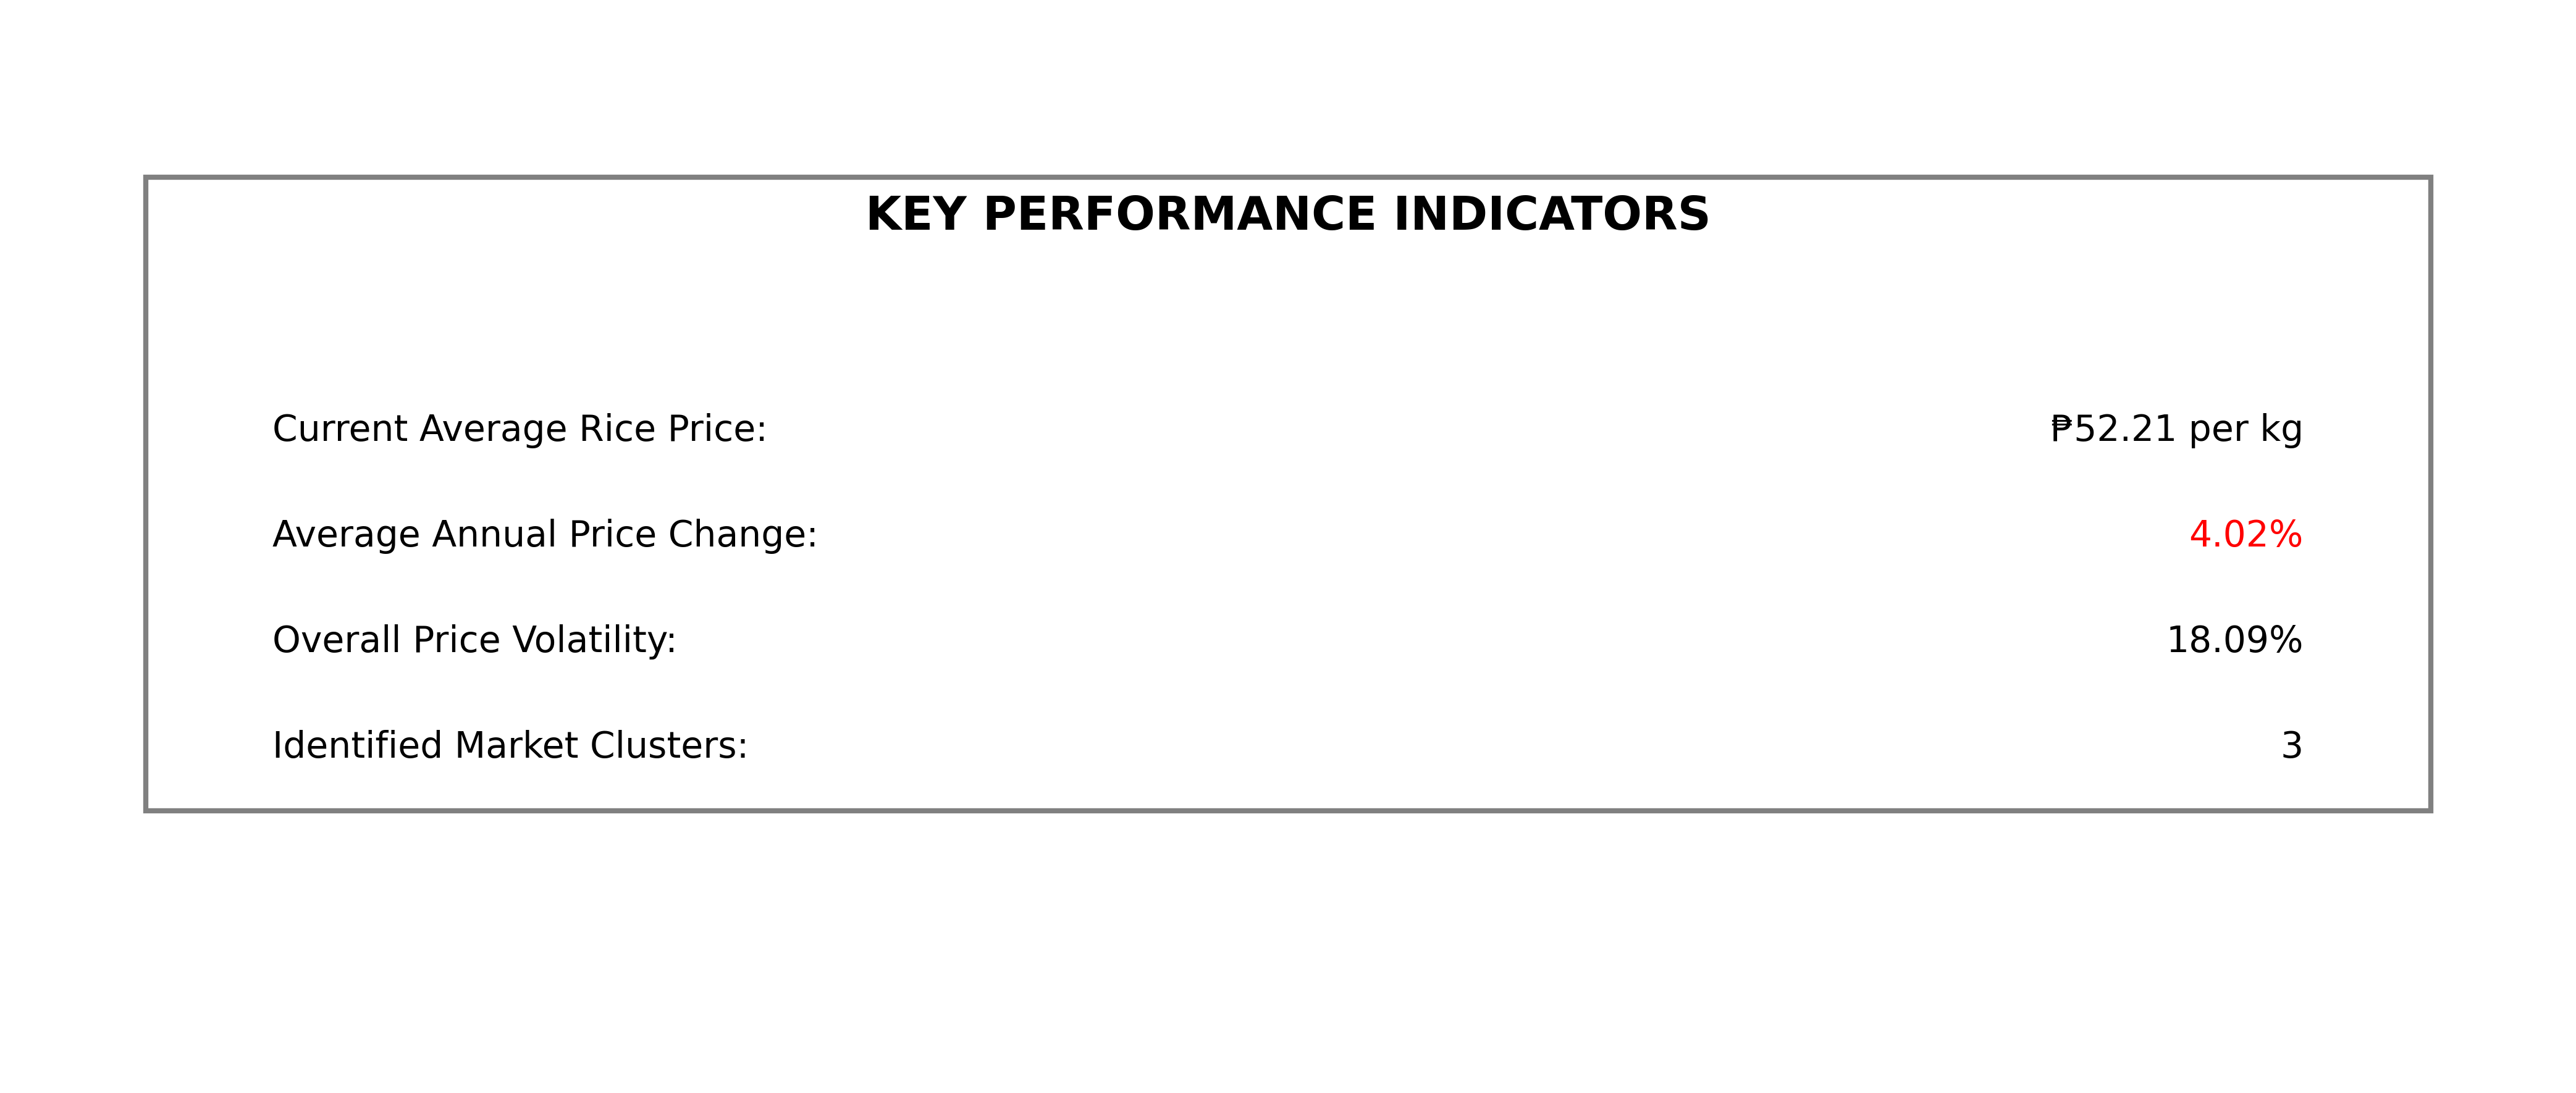 KEY PERFORMANCE INDICATORS
Current Average Rice Price: ₱52.21 per kg
Average Annual Price Change: 4.02%
Overall Price Volatility: 18.09%
Identified Market Clusters: 3